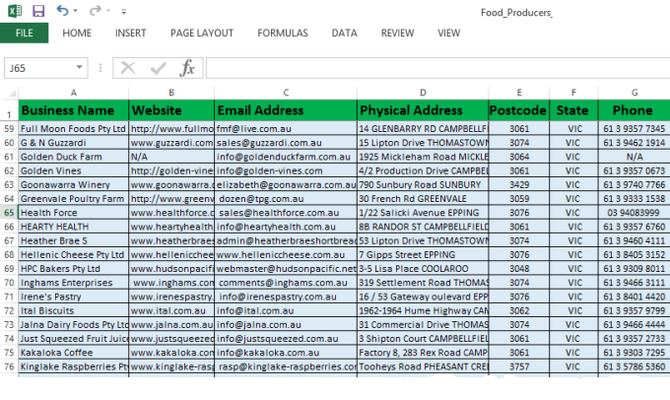 Food_Producers_
FILE HOME INSERT PAGE LAYOUT FORMULAS DATA REVIEW VIEW
J65 fx
A B C D E F G
1 Business Name Website Email Address Physical Address Postcode State Phone
59 Full Moon Foods Pty Ltd http://www.fullmo fmf@live.com.au 14 GLENBARRY RD CAMPBELLF 3061 VIC 61 3 9357 7345
60 G & N Guzzardi www.guzzardi.com sales@guzzardi.com.au 15 Lipton Drive THOMASTOWN 3074 VIC 61 3 9462 1914
61 Golden Duck Farm N/A info@goldenduckfarm.com.au 1925 Mickleham Road MICKLE 3064 VIC N/A
62 Golden Vines http://golden-vine info@golden-vines.com 4/2 Production Drive CAMPBEL 3061 VIC 61 3 9357 0673
63 Goonawarra Winery www.goonawarra.c elizabeth@goonawarra.com.au 790 Sunbury Road SUNBURY 3429 VIC 61 3 9740 7766
64 Greenvale Poultry Farm http://www.greenv dozen@tpg.com.au 30 French Rd GREENVALE 3059 VIC 61 3 9333 1538
65 Health Force www.healthforce.c sales@healthforce.com.au 1/22 Salicki Avenue EPPING 3076 VIC 03 94083999
66 HEARTY HEALTH www.heartyhealth. info@heartyhealth.com.au 8B RANDOR ST CAMPBELLFIEL 3061 VIC 61 3 9357 6760
67 Heather Brae S www.heatherbraes admin@heatherbraeshortbread 53 Lipton Drive THOMASTOWN 3074 VIC 61 3 9460 4111
68 Hellenic Cheese Pty Ltd www.helleniccheese www.helleniccheese.com.au 7 Gipps Street EPPING 3076 VIC 61 3 8405 3152
69 HPC Bakers Pty Ltd www.hudsonpacifi webmaster@hudsonpacific.net 3-5 Lisa Place COOLAROO 3048 VIC 61 3 9309 8011
70 Inghams Enterprises www.inghams.com comments@inghams.com.au 319 Settlement Road THOMAS 3074 VIC 61 3 9466 3111
71 Irene's Pastry www.irenespastry. info@irenespastry.com.au 16 / 53 Gateway oulevard EPP 3076 VIC 61 3 8401 4420
72 Ital Biscuits www.ital.com.au info@ital.com.au 1962-1964 Hume Highway CAM 3062 VIC 61 3 9357 9799
73 Jalna Dairy Foods Pty Ltd www.jalna.com.au info@jalna.com.au 31 Commercial Drive THOMAS 3074 VIC 61 3 9466 4444
74 Just Squeezed Fruit Juice www.justsqueezed info@justsqueezed.com.au 3 Shipton Court CAMPBELLFIEL 3061 VIC 61 3 9357 2733
75 Kakaloka Coffee www.kakaloka.com info@kakaloka.com.au Factory 8, 283 Rex Road CAMP 3061 VIC 61 3 9303 7295
76 Kinglake Raspberries Pt www.kinglake-rasp rasp@kinglake-raspberries.com Tooheys Road PHEASANT CREE 3757 VIC 61 3 5786 5360